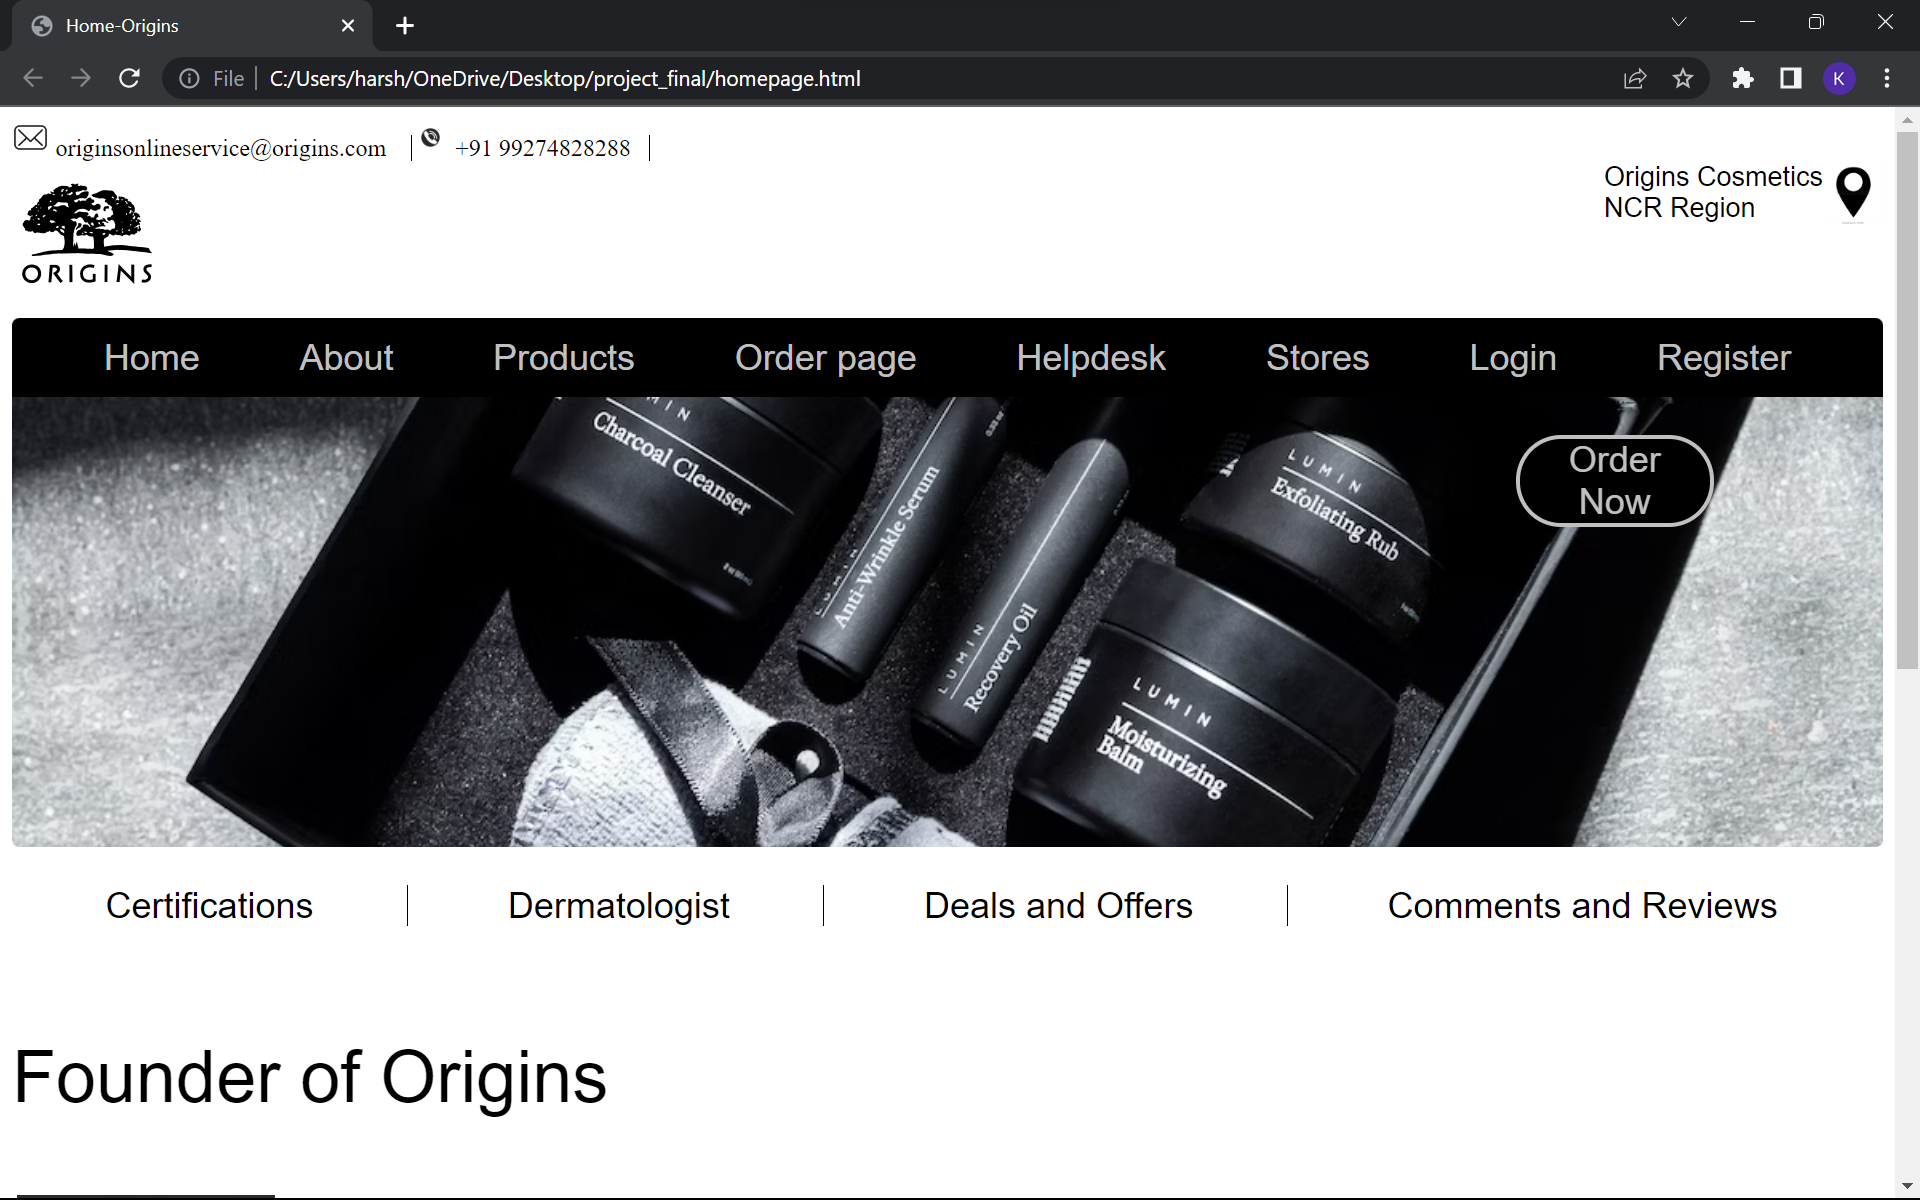 Home-Origins
File
C:/Users/harsh/OneDrive/Desktop/project_final/homepage.html
K
originsonlineservice@origins.com
+91 99274828288
Origins Cosmetics
NCR Region
ORIGINS
Home
About
Products
Order page
Helpdesk
Stores
Login
Register
Charcoal Cleanser
LUMIN
Anti-Wrinkle Serum
LUMIN
Recovery Oil
LUMIN
Exfoliating Rub
LUMIN
Moisturizing
Balm
Order
Now
Certifications
Dermatologist
Deals and Offers
Comments and Reviews
Founder of Origins